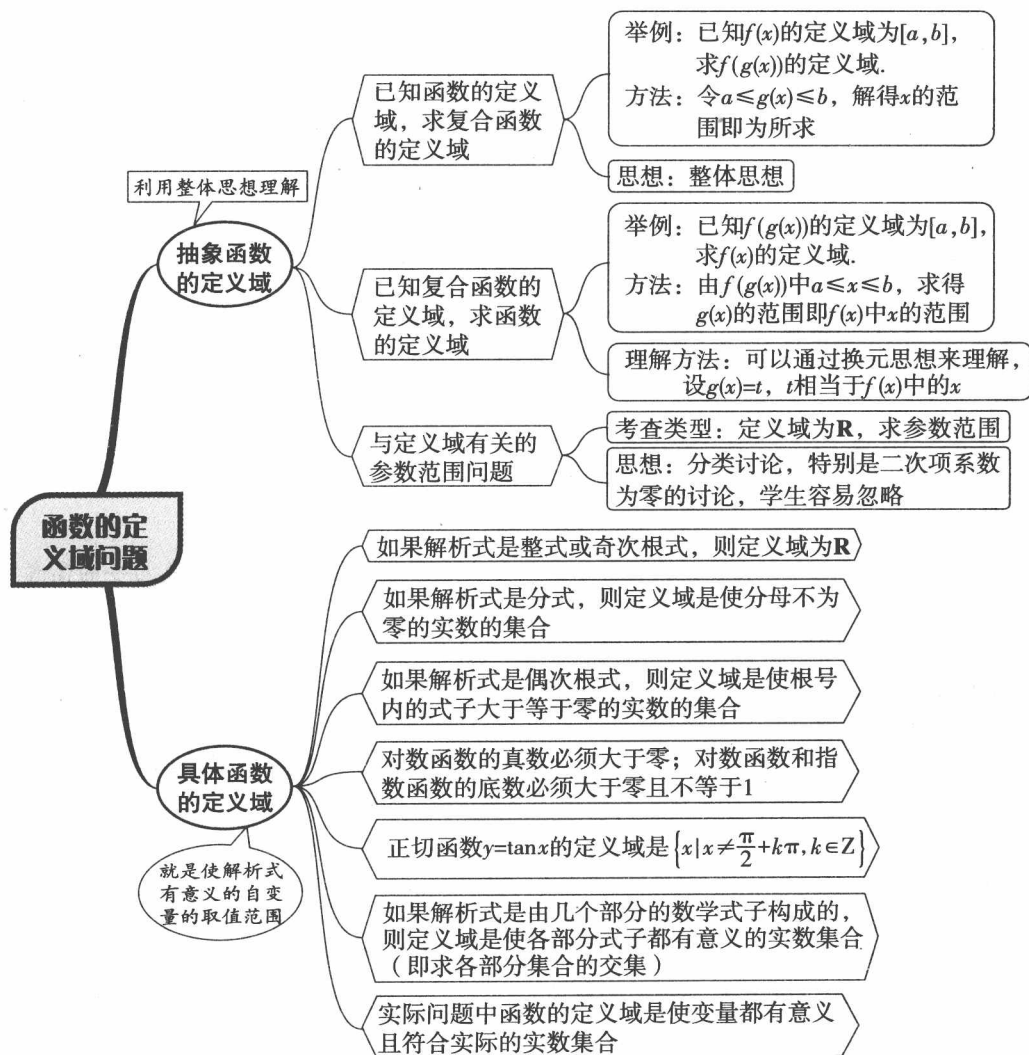 函数的定
义域问题
利用整体思想理解
抽象函数
的定义域
已知函数的定义
域，求复合函数
的定义域
举例：已知f(x)的定义域为[a,b],
求f(g(x))的定义域.
方法：令a≤g(x)≤b，解得x的范
围即为所求
思想：整体思想
已知复合函数的
定义域，求函数
的定义域
举例：已知f(g(x))的定义域为[a,b],
求f(x)的定义域.
方法：由f(g(x))中a≤x≤b，求得
g(x)的范围即f(x)中x的范围
理解方法：可以通过换元思想来理解，
设g(x)=t，t相当于f(x)中的x
与定义域有关的
参数范围问题
考查类型：定义域为R，求参数范围
思想：分类讨论，特别是二次项系数
为零的讨论，学生容易忽略
具体函数
的定义域
就是使解析式
有意义的自变
量的取值范围
如果解析式是整式或奇次根式，则定义域为R
如果解析式是分式，则定义域是使分母不为
零的实数的集合
如果解析式是偶次根式，则定义域是使根号
内的式子大于等于零的实数的集合
对数函数的真数必须大于零；对数函数和指
数函数的底数必须大于零且不等于1
正切函数y=tanx的定义域是{x|x≠π/2+kπ,k∈Z}
如果解析式是由几个部分的数学式子构成的，
则定义域是使各部分式子都有意义的实数集合
（即求各部分集合的交集）
实际问题中函数的定义域是使变量都有意义
且符合实际的实数集合